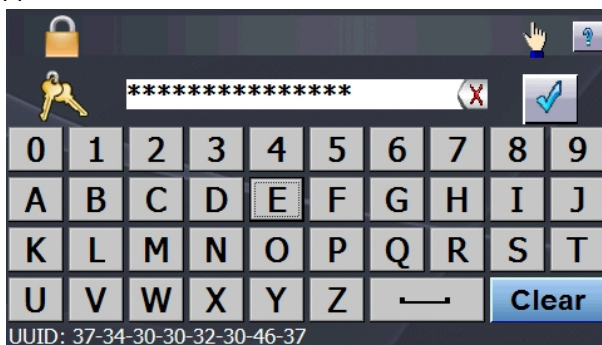 ?
*************** X
0 1 2 3 4 5 6 7 8 9
A B C D E F G H I J
K L M N O P Q R S T
U V W X Y Z Clear
UUID: 37-34-30-30-32-30-46-37